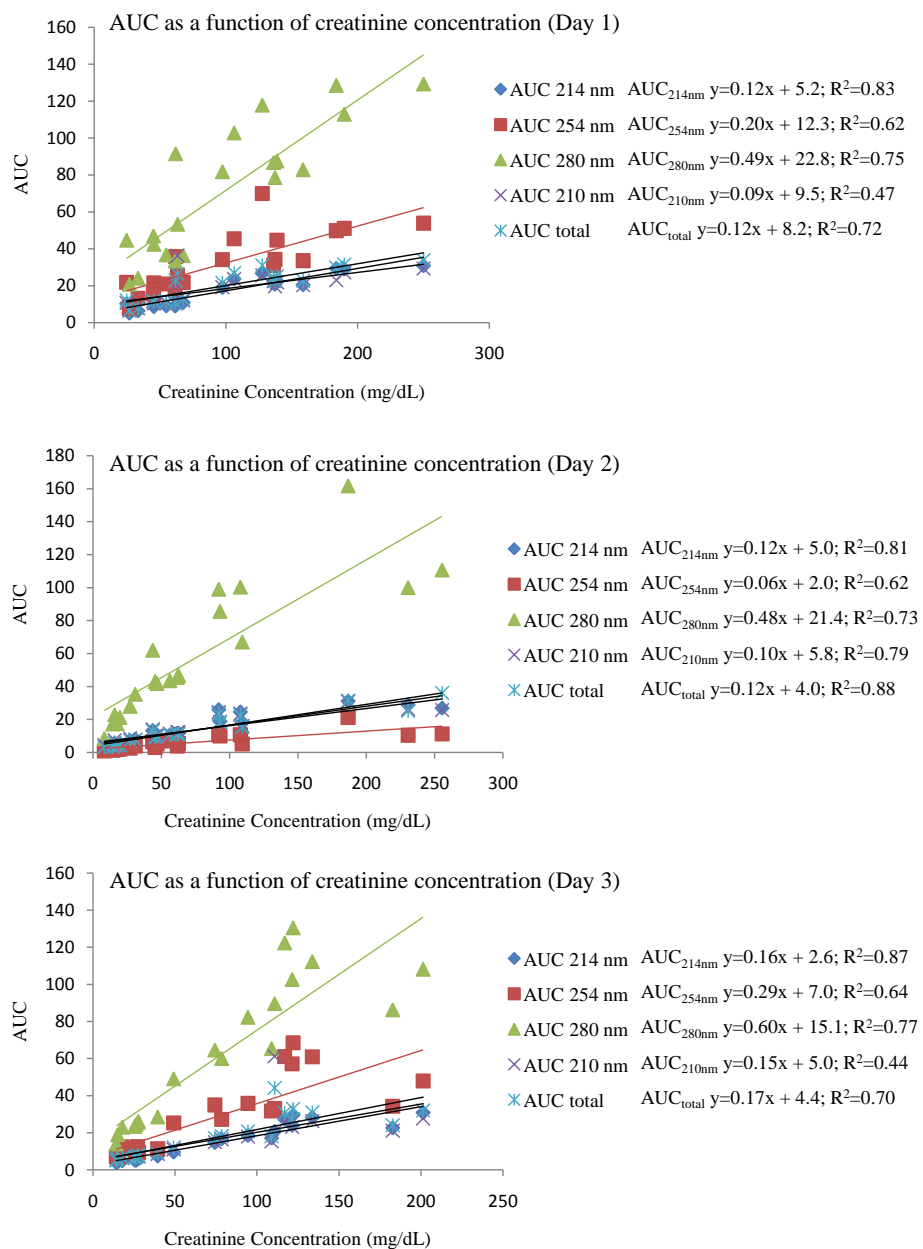 AUC as a function of creatinine concentration (Day 1)
160
140
120
100
80
60
40
20
0
AUC
0 100 200 300
Creatinine Concentration (mg/dL)
AUC 214 nm AUC214nm y=0.12x + 5.2; R²=0.83
AUC 254 nm AUC254nm y=0.20x + 12.3; R²=0.62
AUC 280 nm AUC280nm y=0.49x + 22.8; R²=0.75
AUC 210 nm AUC210nm y=0.09x + 9.5; R²=0.47
AUC total AUCtotal y=0.12x + 8.2; R²=0.72
AUC as a function of creatinine concentration (Day 2)
180
160
140
120
100
80
60
40
20
0
AUC
0 50 100 150 200 250 300
Creatinine Concentration (mg/dL)
AUC 214 nm AUC214nm y=0.12x + 5.0; R²=0.81
AUC 254 nm AUC254nm y=0.06x + 2.0; R²=0.62
AUC 280 nm AUC280nm y=0.48x + 21.4; R²=0.73
AUC 210 nm AUC210nm y=0.10x + 5.8; R²=0.79
AUC total AUCtotal y=0.12x + 4.0; R²=0.88
AUC as a function of creatinine concentration (Day 3)
160
140
120
100
80
60
40
20
0
AUC
0 50 100 150 200 250
Creatinine Concentration (mg/dL)
AUC 214 nm AUC214nm y=0.16x + 2.6; R²=0.87
AUC 254 nm AUC254nm y=0.29x + 7.0; R²=0.64
AUC 280 nm AUC280nm y=0.60x + 15.1; R²=0.77
AUC 210 nm AUC210nm y=0.15x + 5.0; R²=0.44
AUC total AUCtotal y=0.17x + 4.4; R²=0.70